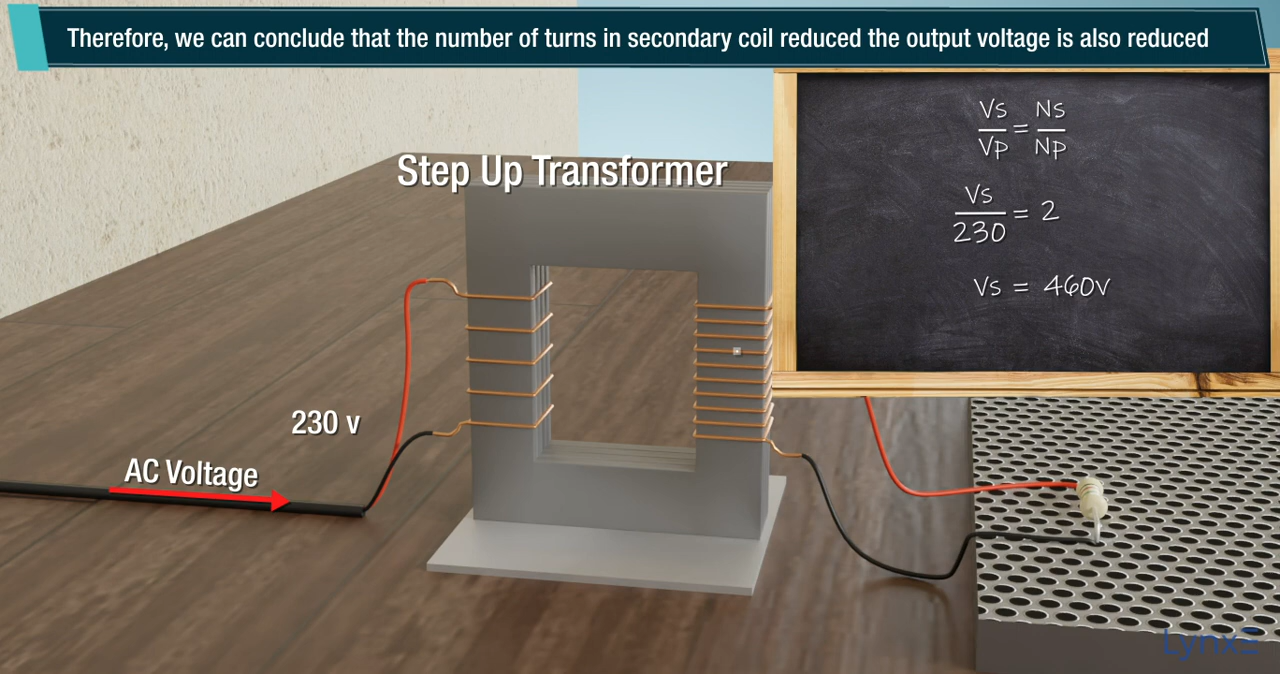 Therefore, we can conclude that the number of turns in secondary coil reduced the output voltage is also reduced
Step Up Transformer
Vs/Vp = Ns/Np
Vs/230 = 2
Vs = 460v
230 v
AC Voltage
LynxE